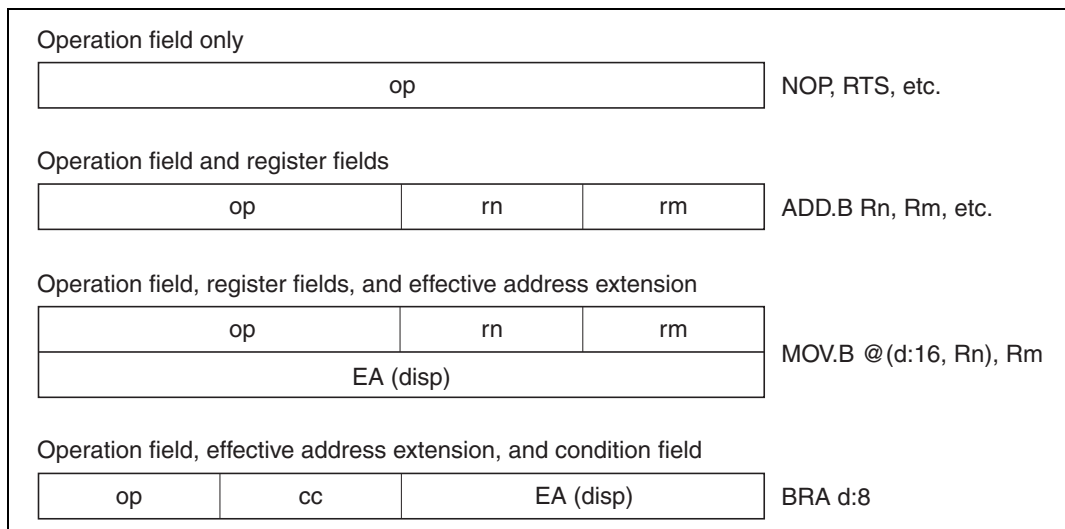 Operation field only
op
NOP, RTS, etc.
Operation field and register fields
op rn rm
ADD.B Rn, Rm, etc.
Operation field, register fields, and effective address extension
op rn rm
EA (disp)
MOV.B @(d:16, Rn), Rm
Operation field, effective address extension, and condition field
op cc EA (disp)
BRA d:8